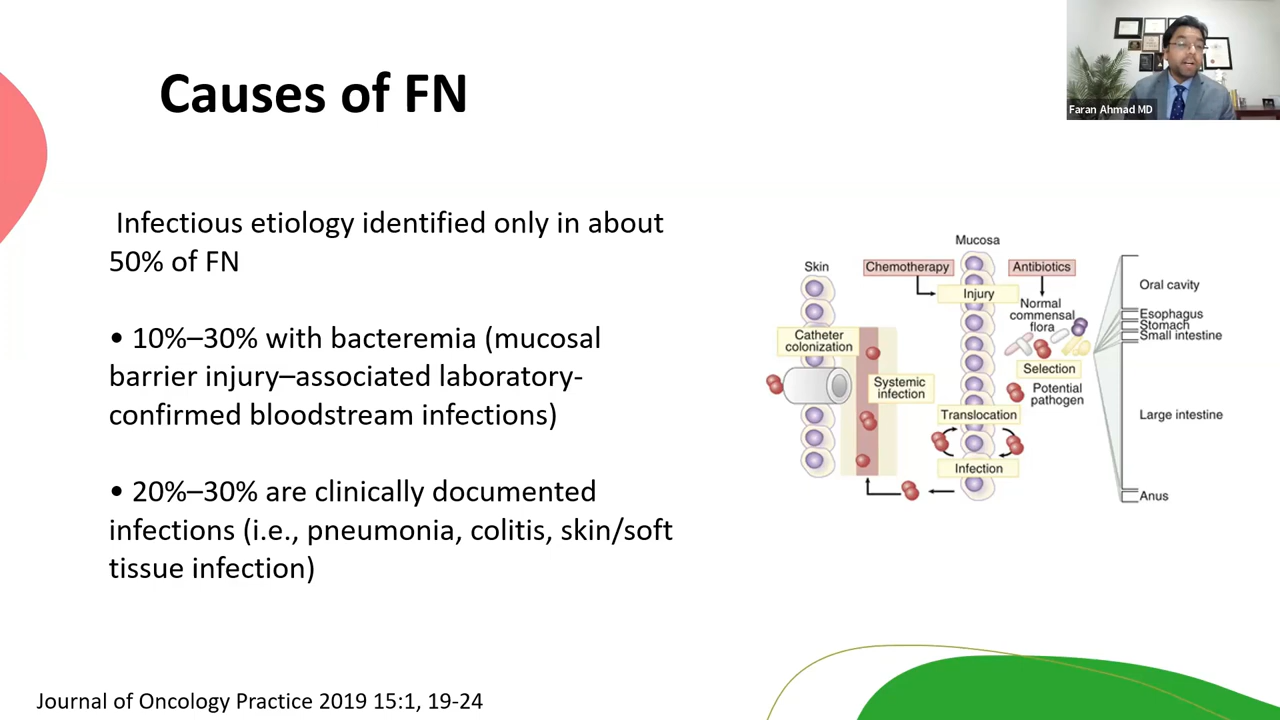 Causes of FN
Faran Ahmad MD
Infectious etiology identified only in about
50% of FN
• 10%–30% with bacteremia (mucosal
barrier injury–associated laboratory-
confirmed bloodstream infections)
• 20%–30% are clinically documented
infections (i.e., pneumonia, colitis, skin/soft
tissue infection)
Skin
Catheter
colonization
Chemotherapy
Systemic
infection
Mucosa
Injury
Translocation
Infection
Antibiotics
Normal
commensal
flora
Selection
Potential
pathogen
Oral cavity
Esophagus
Stomach
Small intestine
Large intestine
Anus
Journal of Oncology Practice 2019 15:1, 19-24